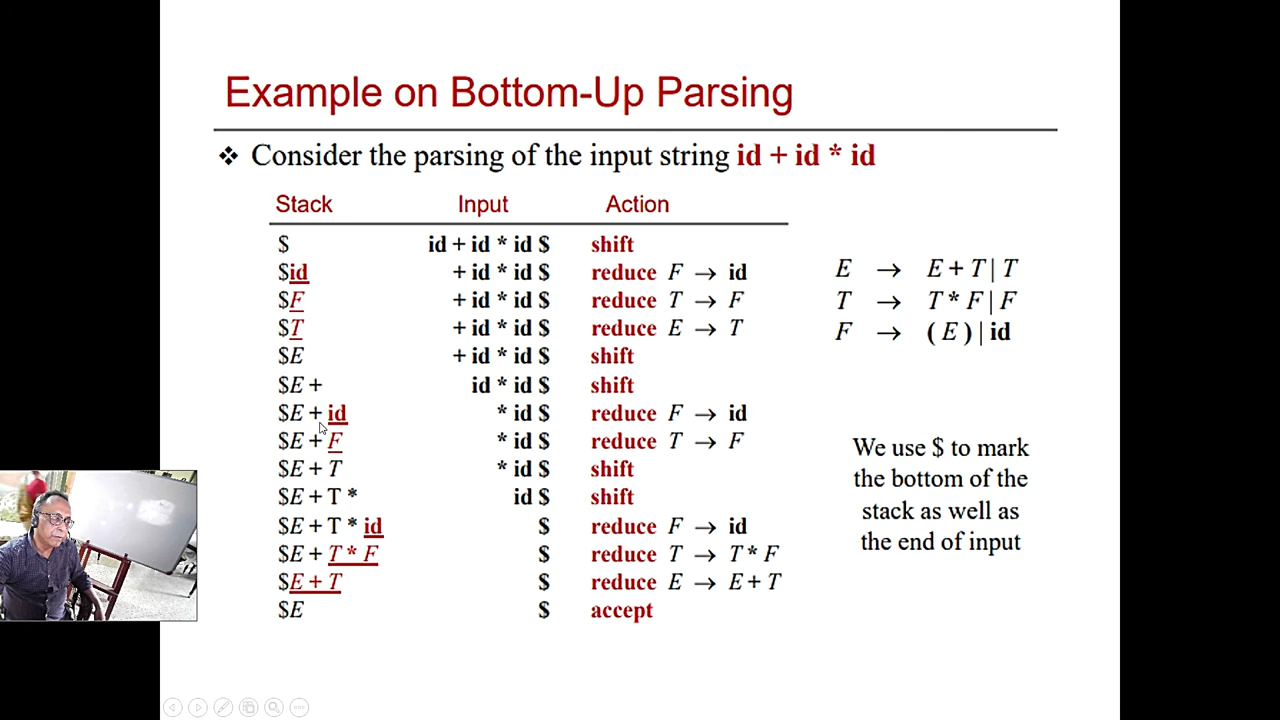 Example on Bottom-Up Parsing
❖ Consider the parsing of the input string id + id * id
Stack Input Action
$ id + id * id $ shift
$id + id * id $ reduce F → id
$F + id * id $ reduce T → F
$T + id * id $ reduce E → T
$E + id * id $ shift
$E + id * id $ shift
$E + id * id $ reduce F → id
$E + F * id $ reduce T → F
$E + T * id $ shift
$E + T * id $ shift
$E + T * id $ reduce F → id
$E + T * F $ reduce T → T * F
$E + T $ reduce E → E + T
$E $ accept
E → E + T | T
T → T * F | F
F → ( E ) | id
We use $ to mark
the bottom of the
stack as well as
the end of input